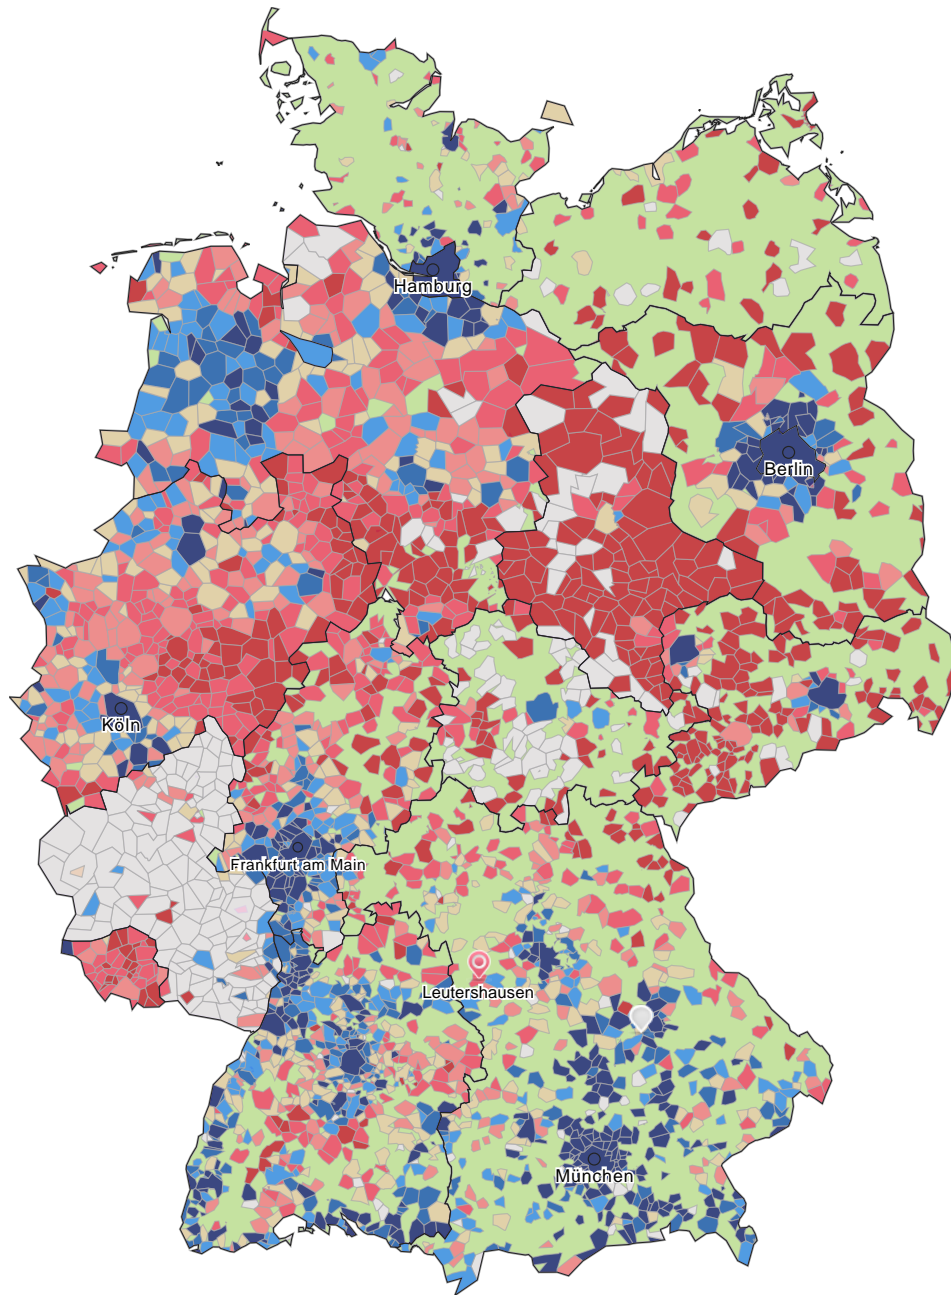 Hamburg
Berlin
Köln
Frankfurt am Main
Leutershausen
München